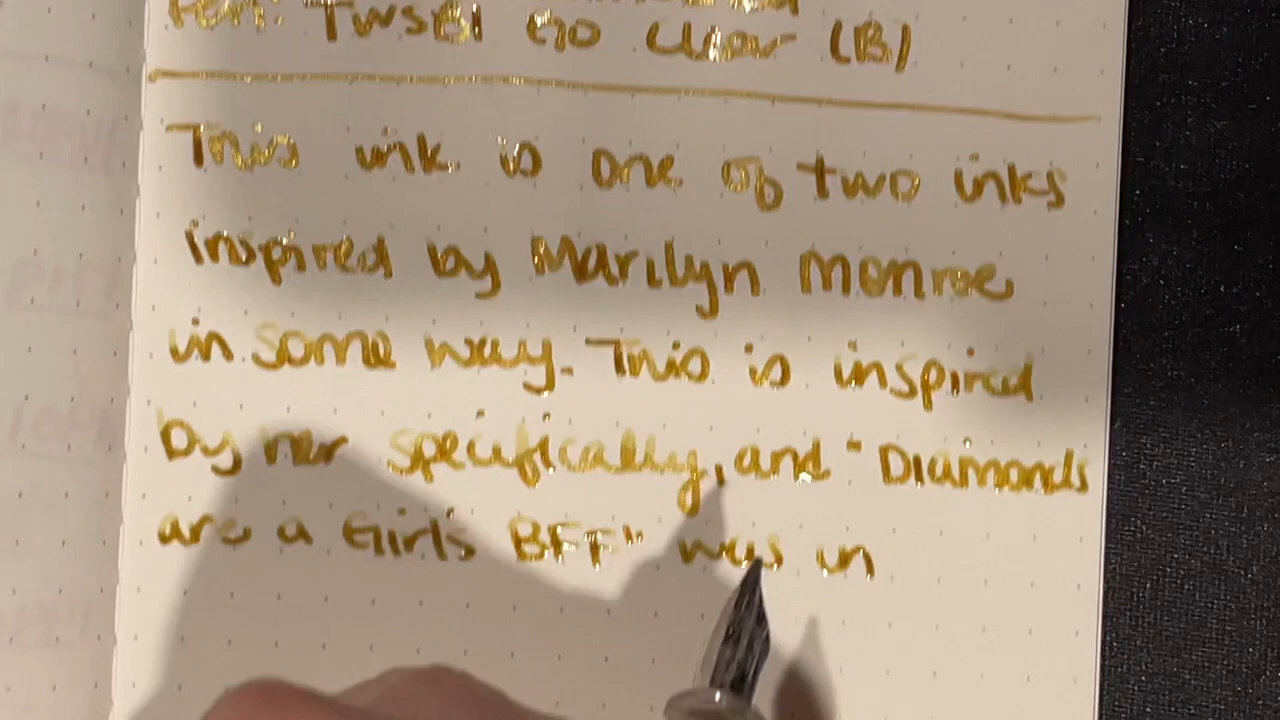 Pen: TWSBI ECO Clear (B)
This ink is one of two inks
inspired by Marilyn Monroe
in some way. This is inspired
by her specifically, and "Diamonds
are a Girl's BFF" was in